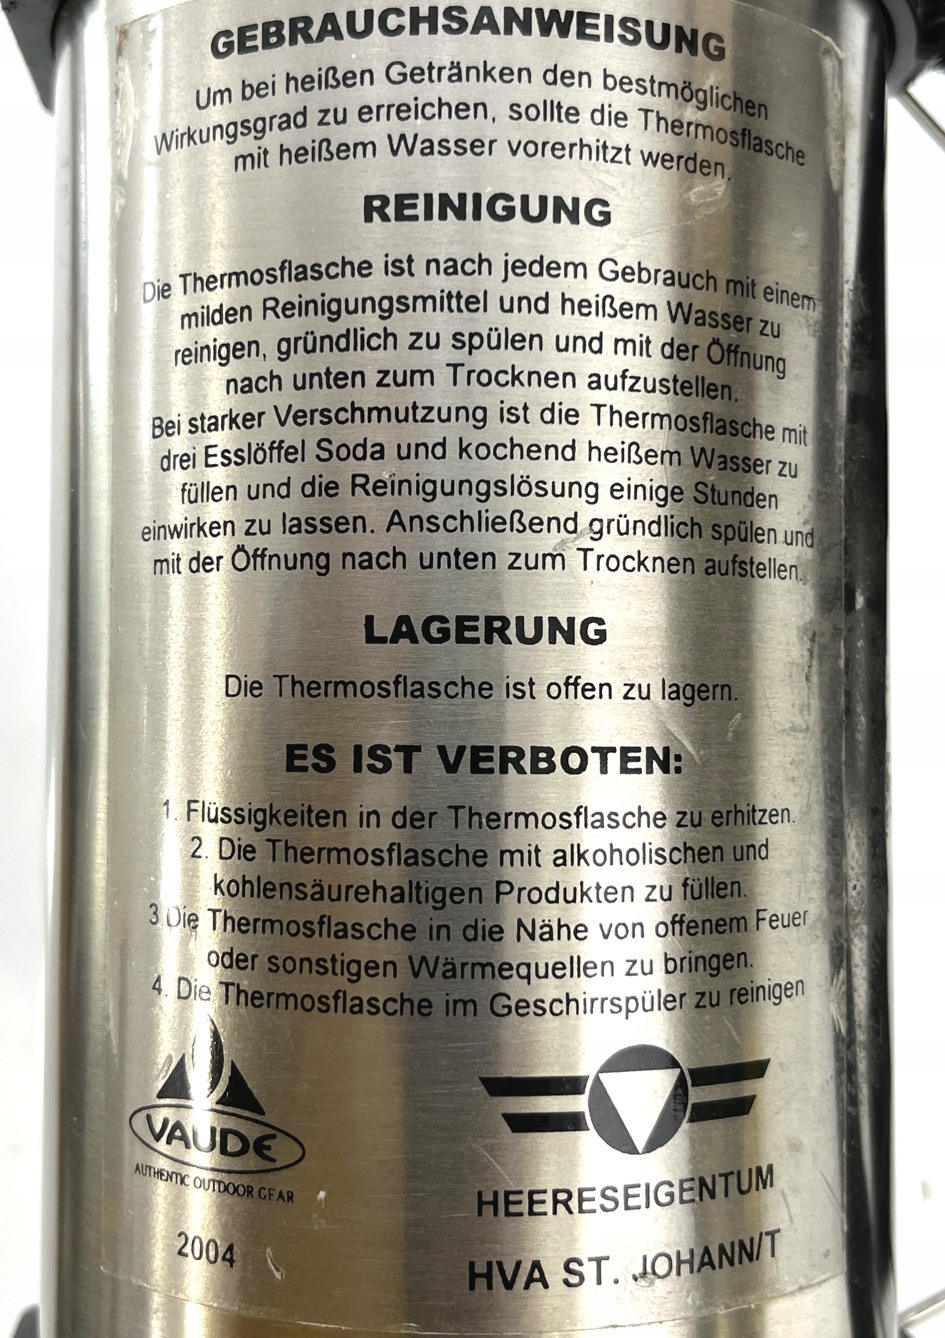 GEBRAUCHSANWEISUNG
Um bei heißen Getränken den bestmöglichen
Wirkungsgrad zu erreichen, sollte die Thermosflasche
mit heißem Wasser vorerhitzt werden.
REINIGUNG
Die Thermosflasche ist nach jedem Gebrauch mit einem
milden Reinigungsmittel und heißem Wasser zu
reinigen, gründlich zu spülen und mit der Öffnung
nach unten zum Trocknen aufzustellen.
Bei starker Verschmutzung ist die Thermosflasche mit
drei Esslöffel Soda und kochend heißem Wasser zu
füllen und die Reinigungslösung einige Stunden
einwirken zu lassen. Anschließend gründlich spülen und
mit der Öffnung nach unten zum Trocknen aufstellen.
LAGERUNG
Die Thermosflasche ist offen zu lagern.
ES IST VERBOTEN:
1. Flüssigkeiten in der Thermosflasche zu erhitzen.
2. Die Thermosflasche mit alkoholischen und
kohlensäurehaltigen Produkten zu füllen.
3.Die Thermosflasche in die Nähe von offenem Feuer
oder sonstigen Wärmequellen zu bringen.
4. Die Thermosflasche im Geschirrspüler zu reinigen
VAUDE
AUTHENTIC OUTDOOR GEAR
2004
HEERESEIGENTUM
HVA ST. JOHANN/T